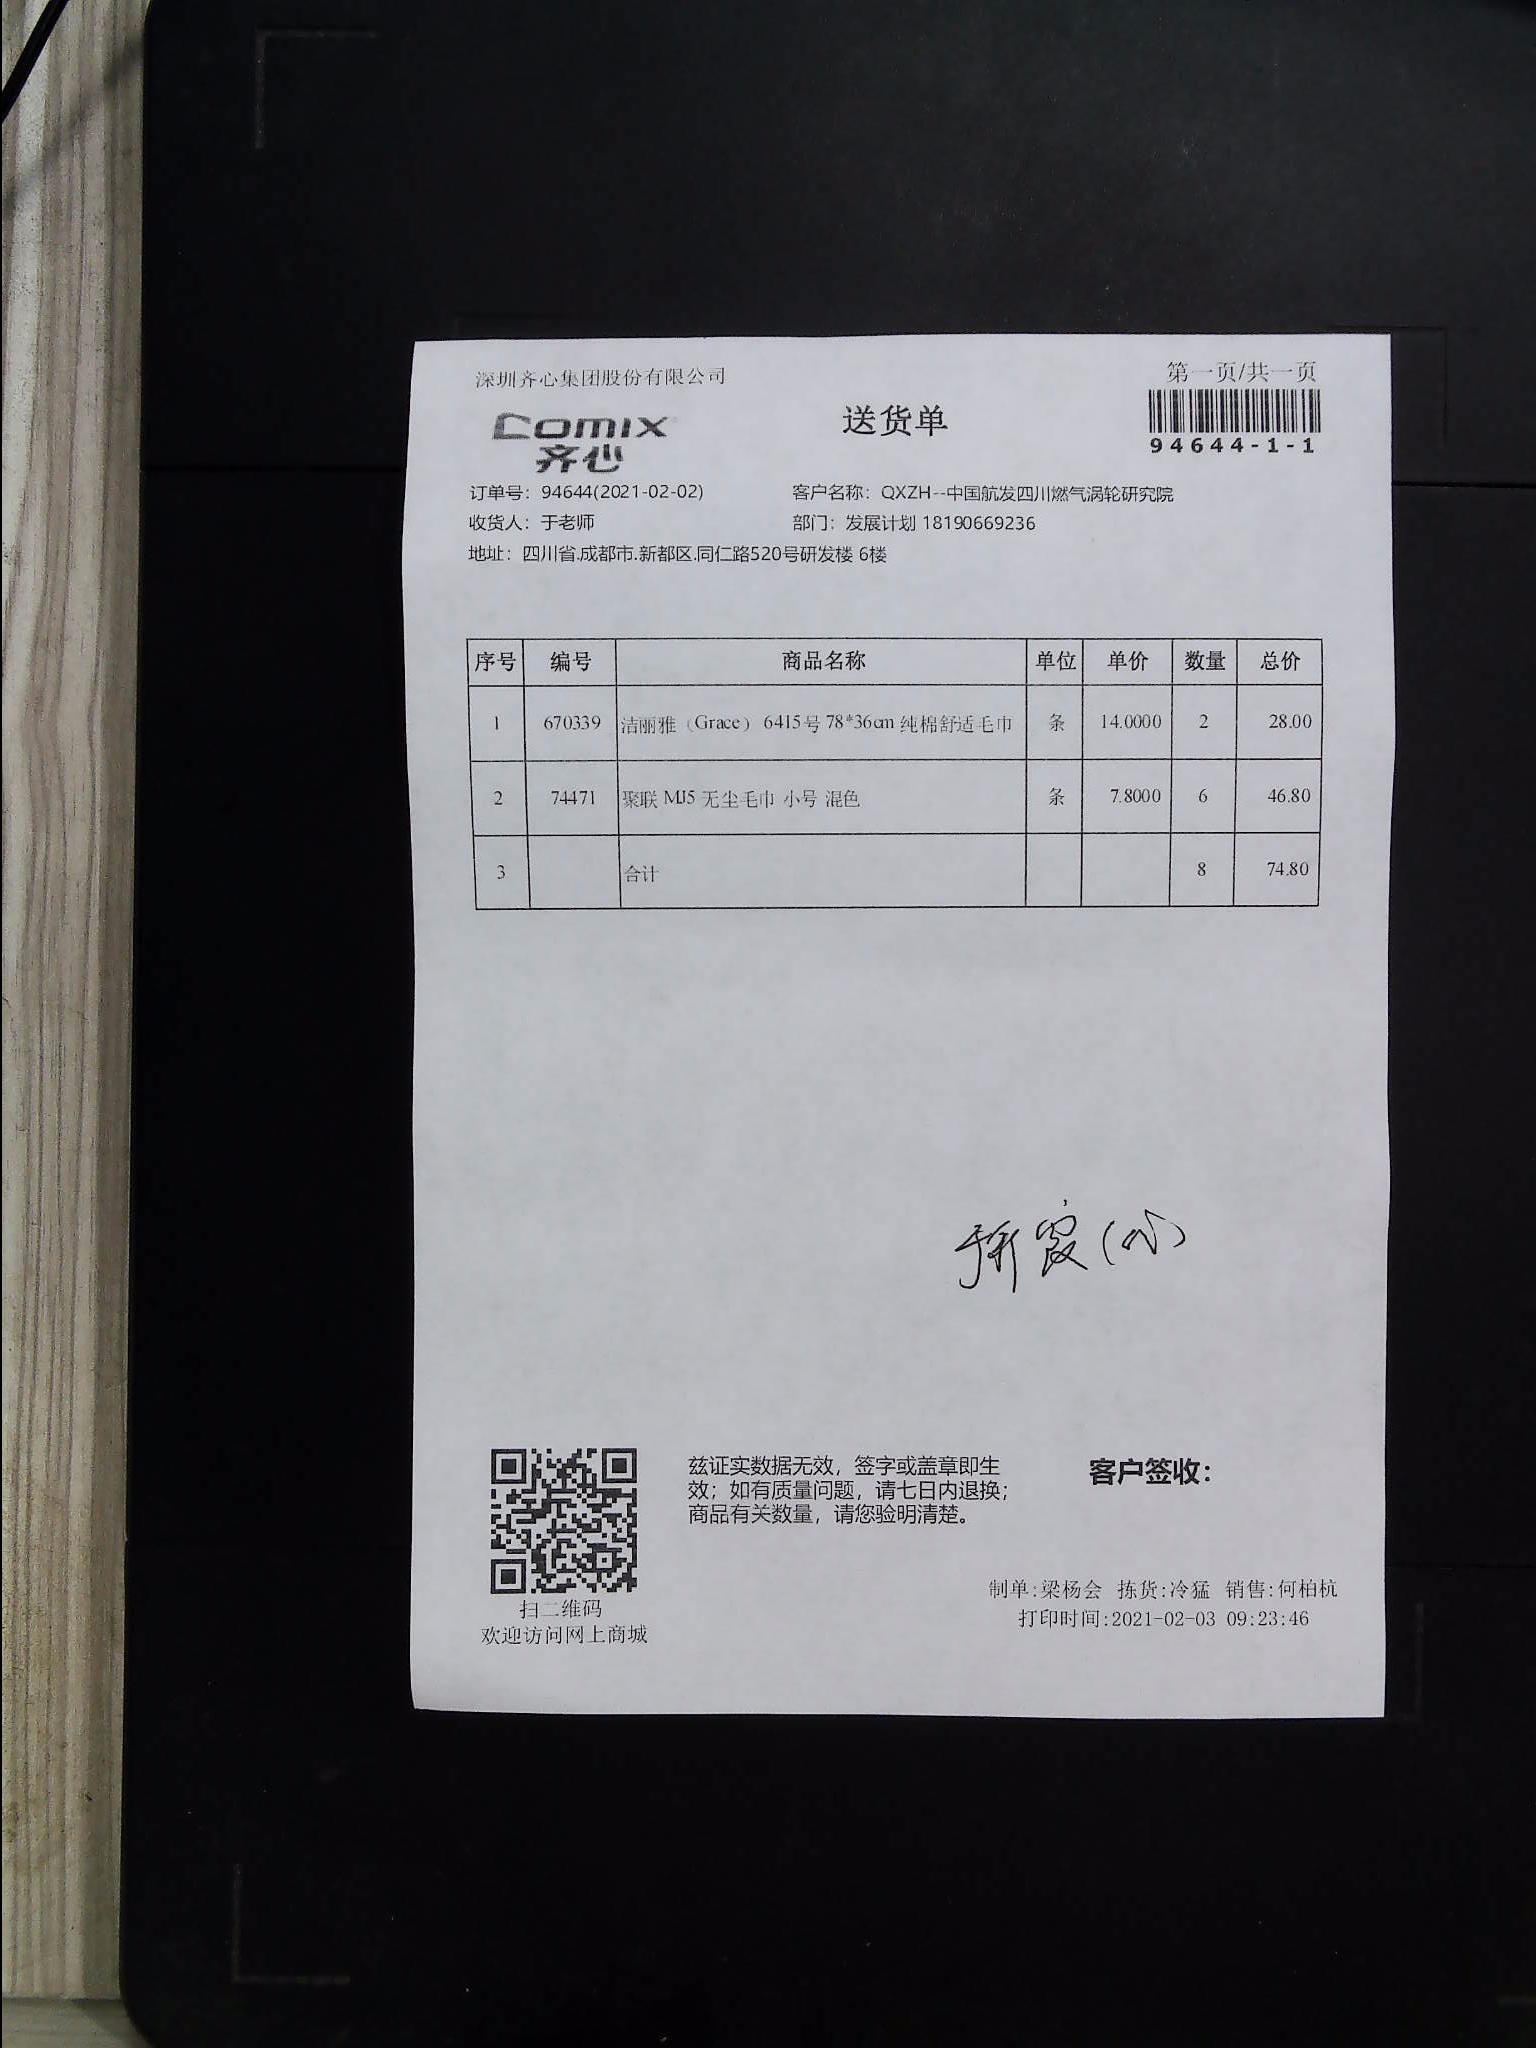 深圳齐心集团股份有限公司
第一页/共一页
COMIX
齐心
送货单
94644-1-1
订单号：94644(2021-02-02)
客户名称：QXZH--中国航发四川燃气涡轮研究院
收货人：于老师
部门：发展计划 18190669236
地址：四川省.成都市.新都区.同仁路520号研发楼 6楼
序号 编号 商品名称 单位 单价 数量 总价
1 670339 洁丽雅（Grace） 6415号 78*36cm 纯棉舒适毛巾 条 14.0000 2 28.00
2 74471 聚联 MJ5 无尘毛巾 小号 混色 条 7.8000 6 46.80
3 合计 8 74.80
兹证实数据无效，签字或盖章即生
效；如有质量问题，请七日内退换；
商品有关数量，请您验明清楚。
客户签收：
扫二维码
欢迎访问网上商城
制单:梁杨会 拣货:冷猛 销售:何柏杭
打印时间:2021-02-03 09:23:46